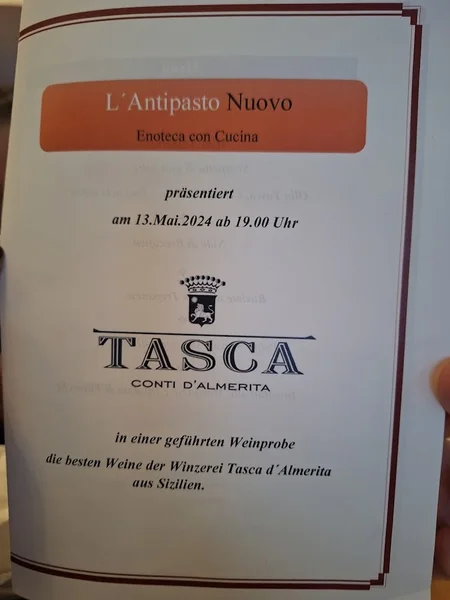 L´Antipasto Nuovo
Enoteca con Cucina
präsentiert
am 13.Mai.2024 ab 19.00 Uhr
TASCA
CONTI D'ALMERITA
in einer geführten Weinprobe
die besten Weine der Winzerei Tasca d´Almerita
aus Sizilien.